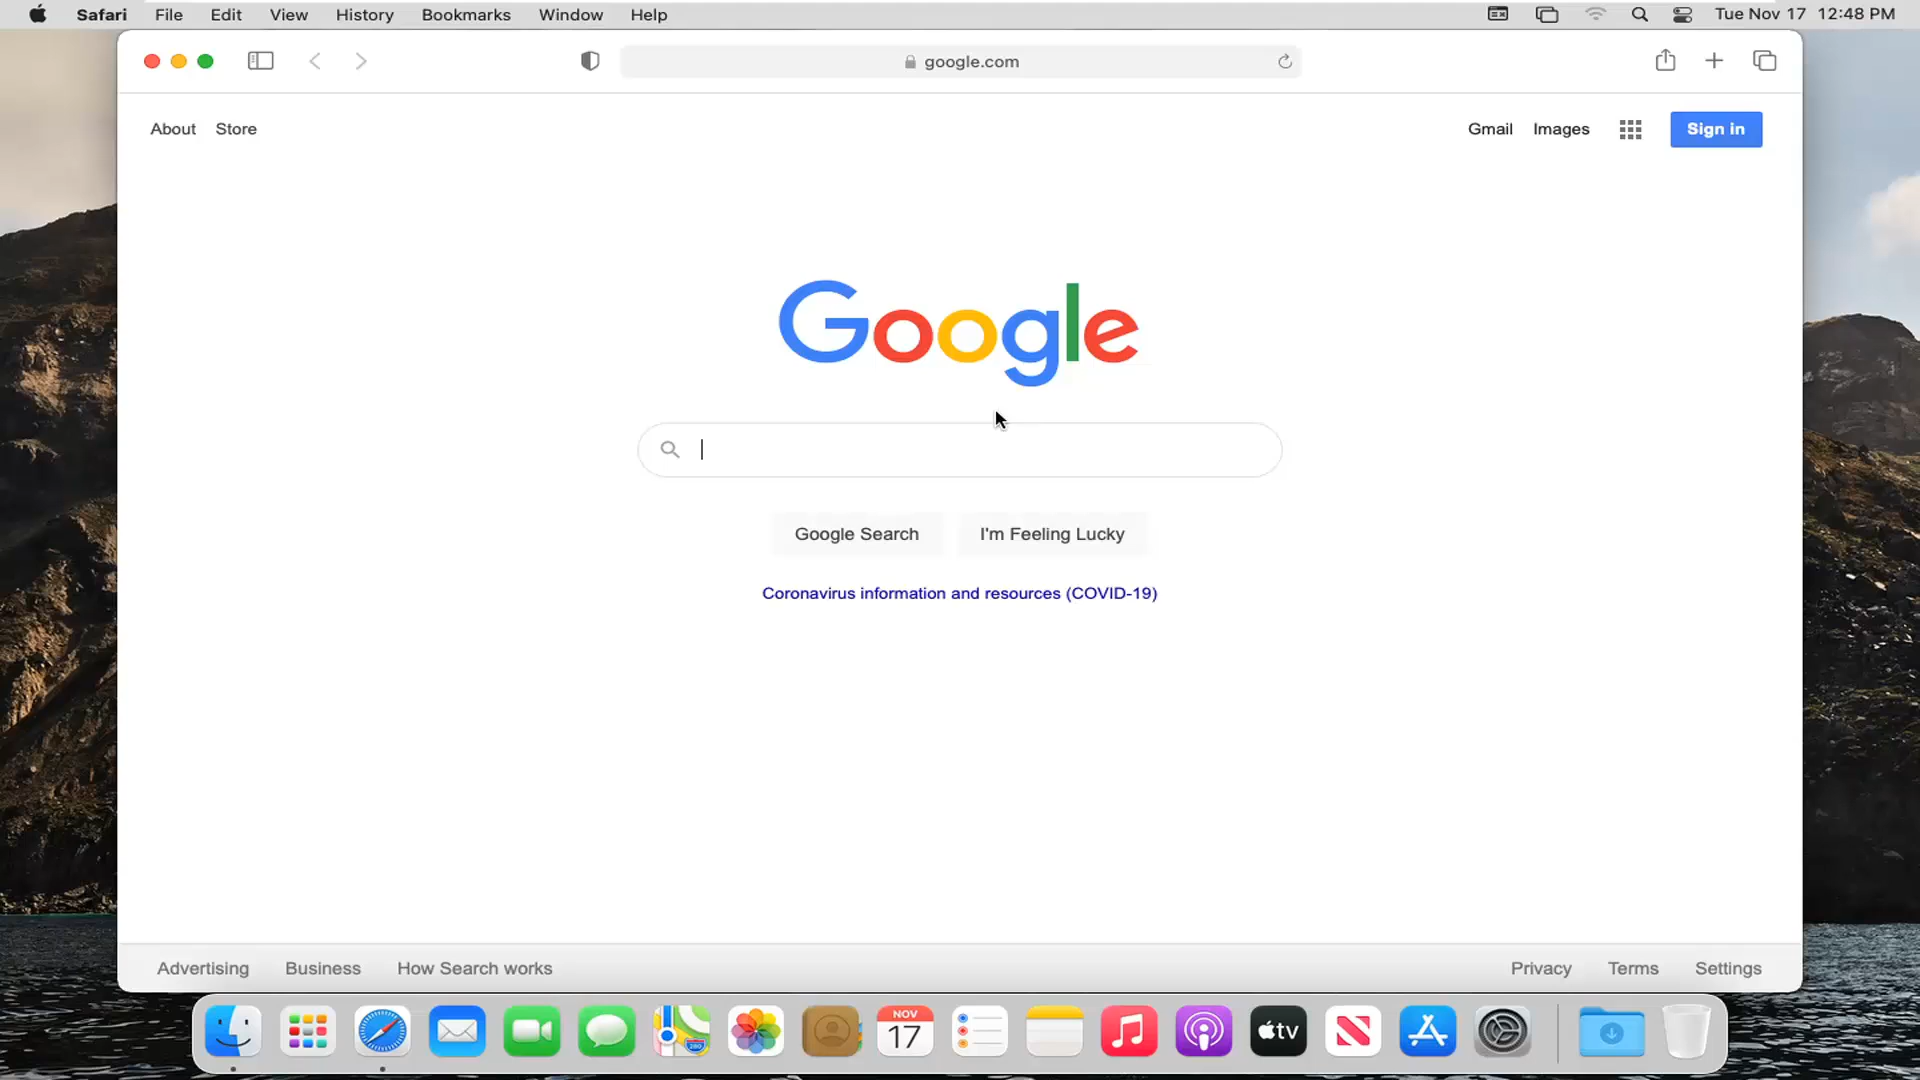 Safari File Edit View History Bookmarks Window Help Tue Nov 17 12:48 PM
google.com
About Store Gmail Images Sign in
Google
Google Search I'm Feeling Lucky
Coronavirus information and resources (COVID-19)
Advertising Business How Search works Privacy Terms Settings
NOV
17
tv